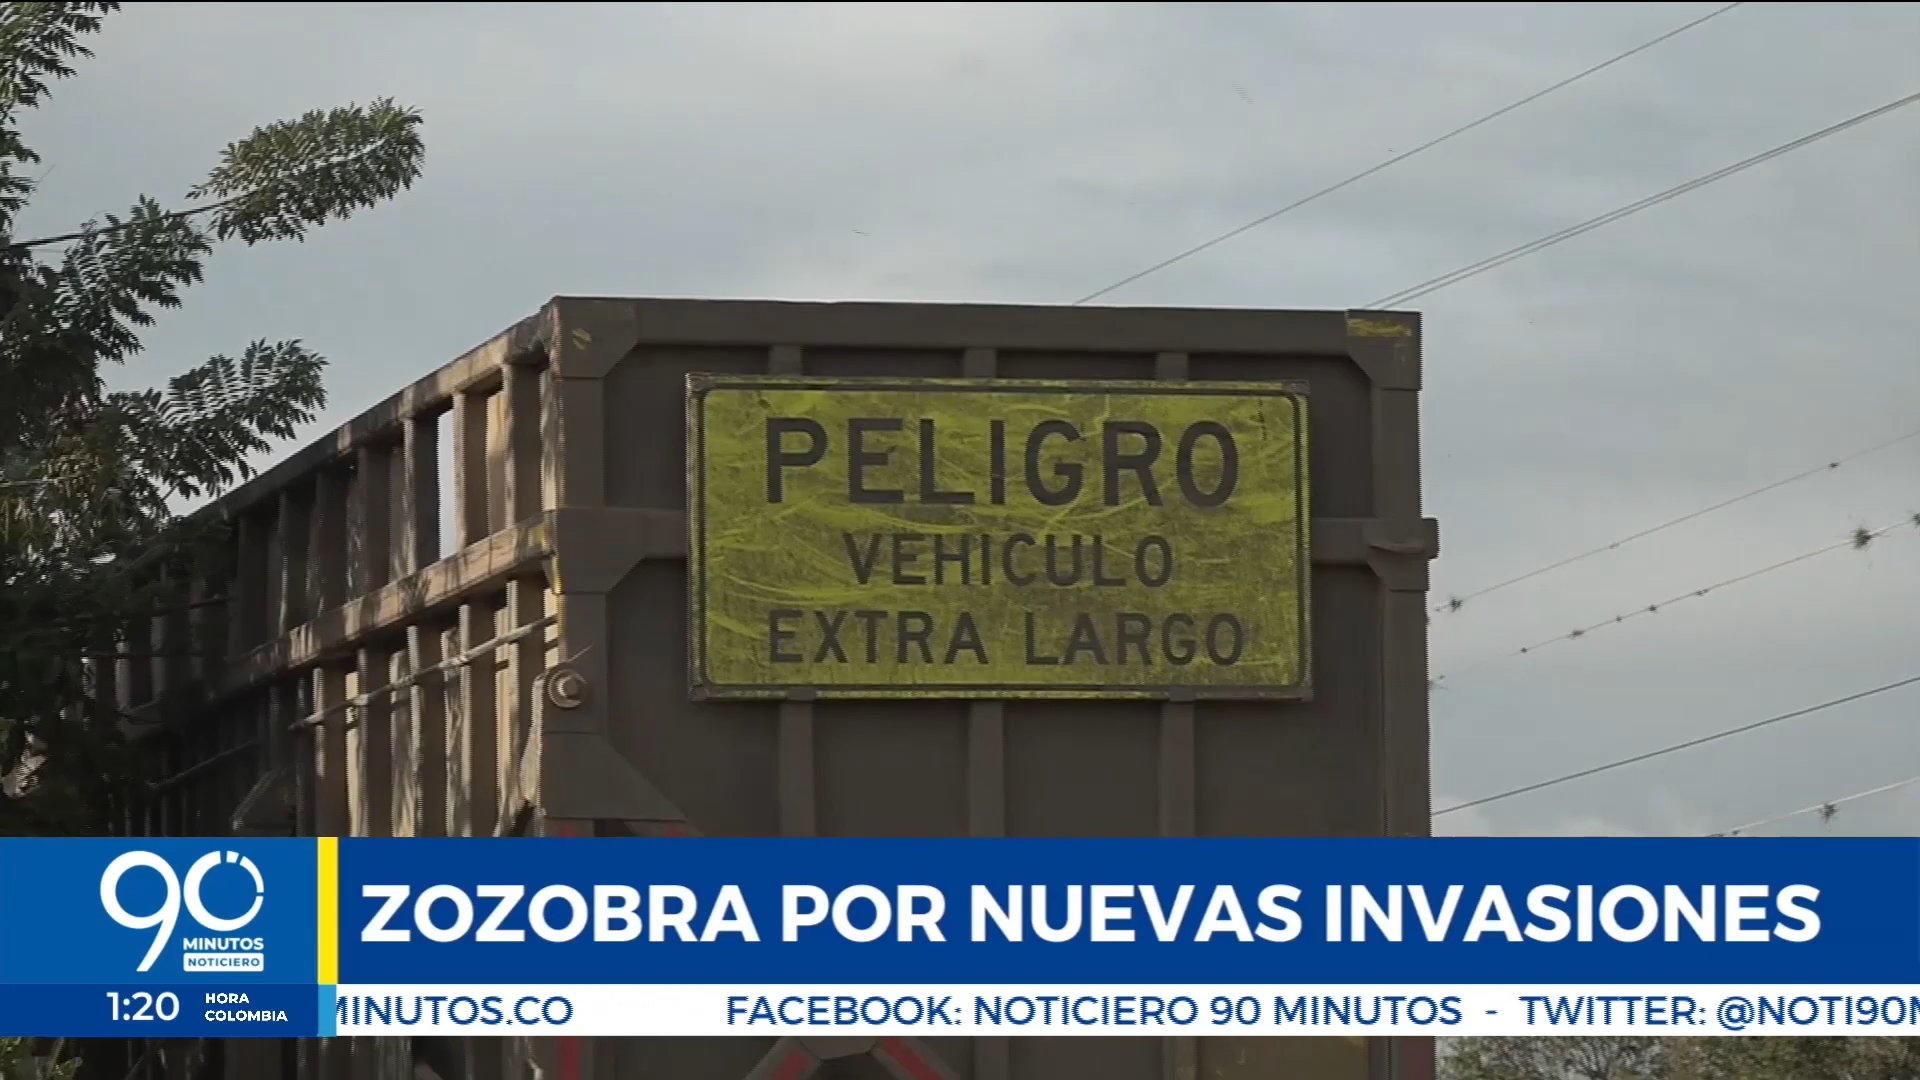 PELIGRO
VEHICULO
EXTRA LARGO
90
MINUTOS
NOTICIERO
ZOZOBRA POR NUEVAS INVASIONES
1:20 HORA COLOMBIA
MINUTOS.CO FACEBOOK: NOTICIERO 90 MINUTOS - TWITTER: @NOTI90